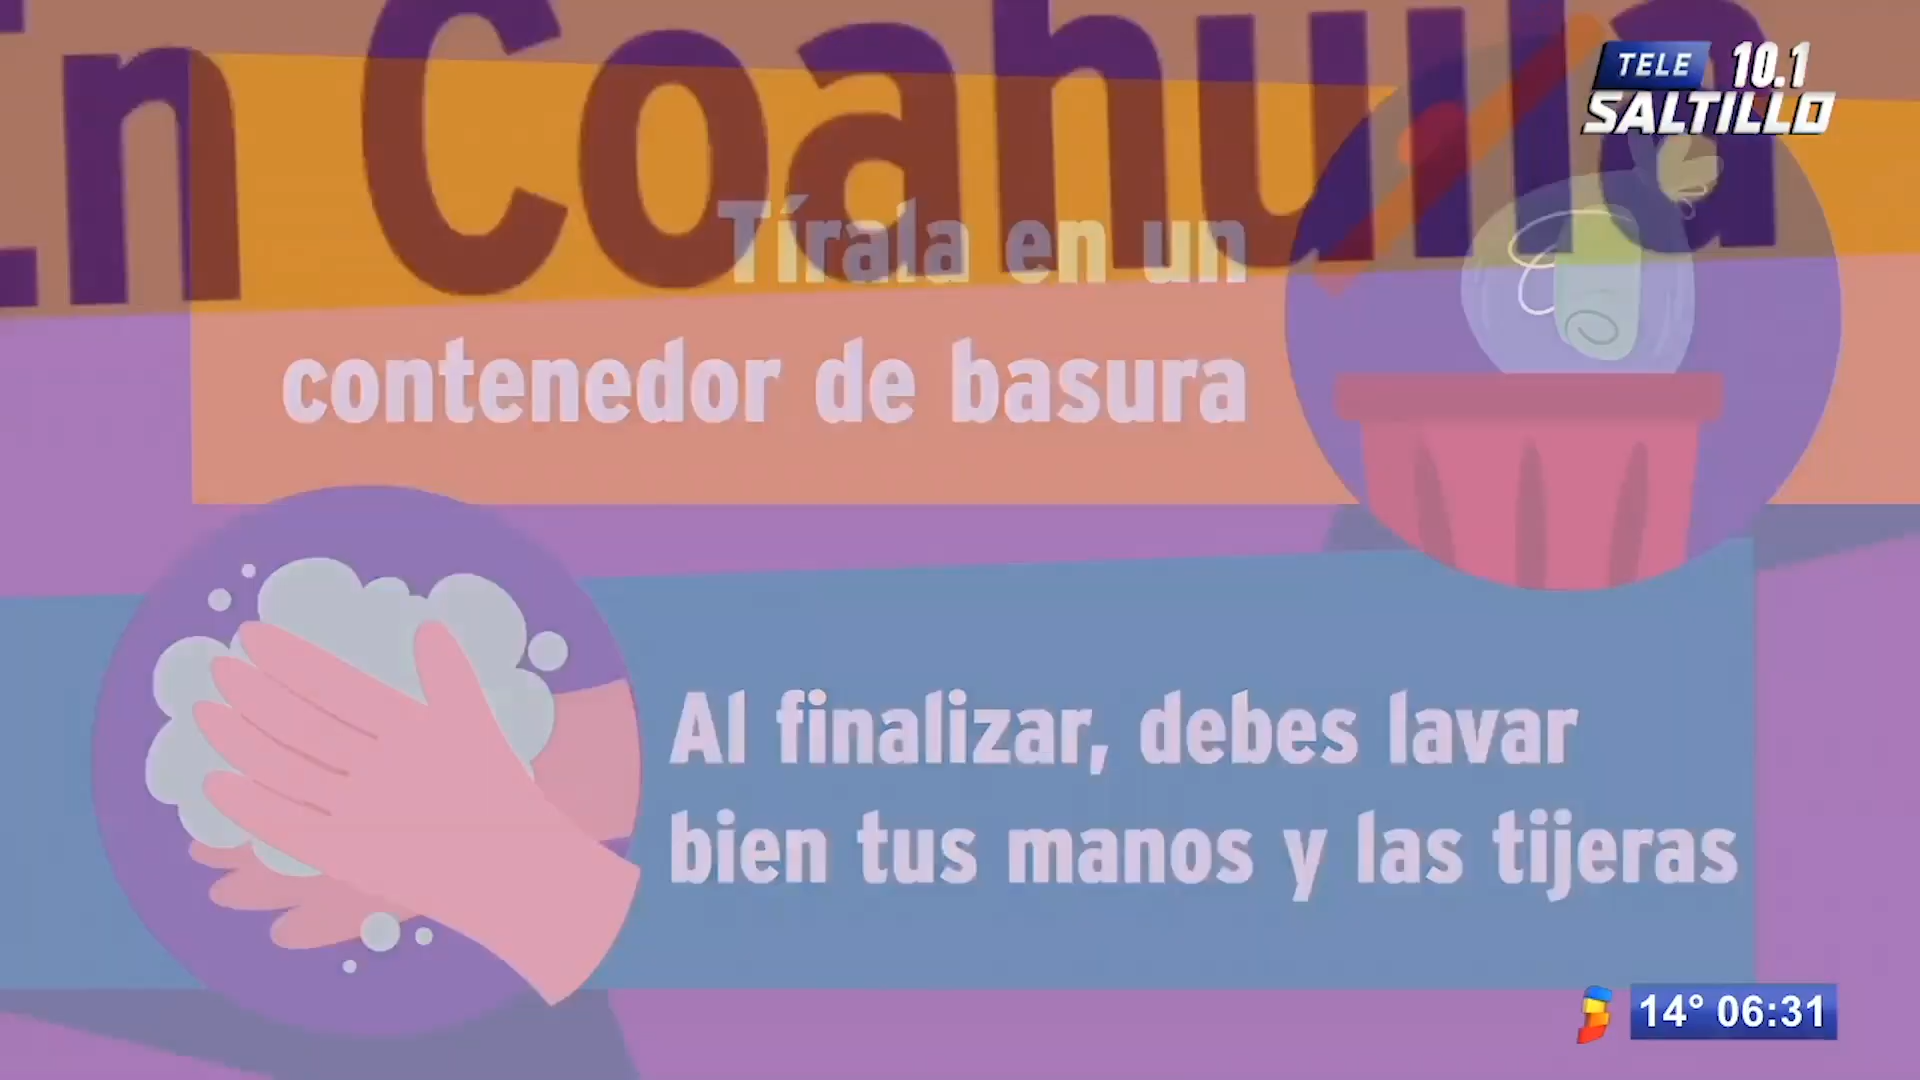 En Coahuila
TELE 10.1
SALTILLO
Tírala en un
contenedor de basura
Al finalizar, debes lavar
bien tus manos y las tijeras
14° 06:31